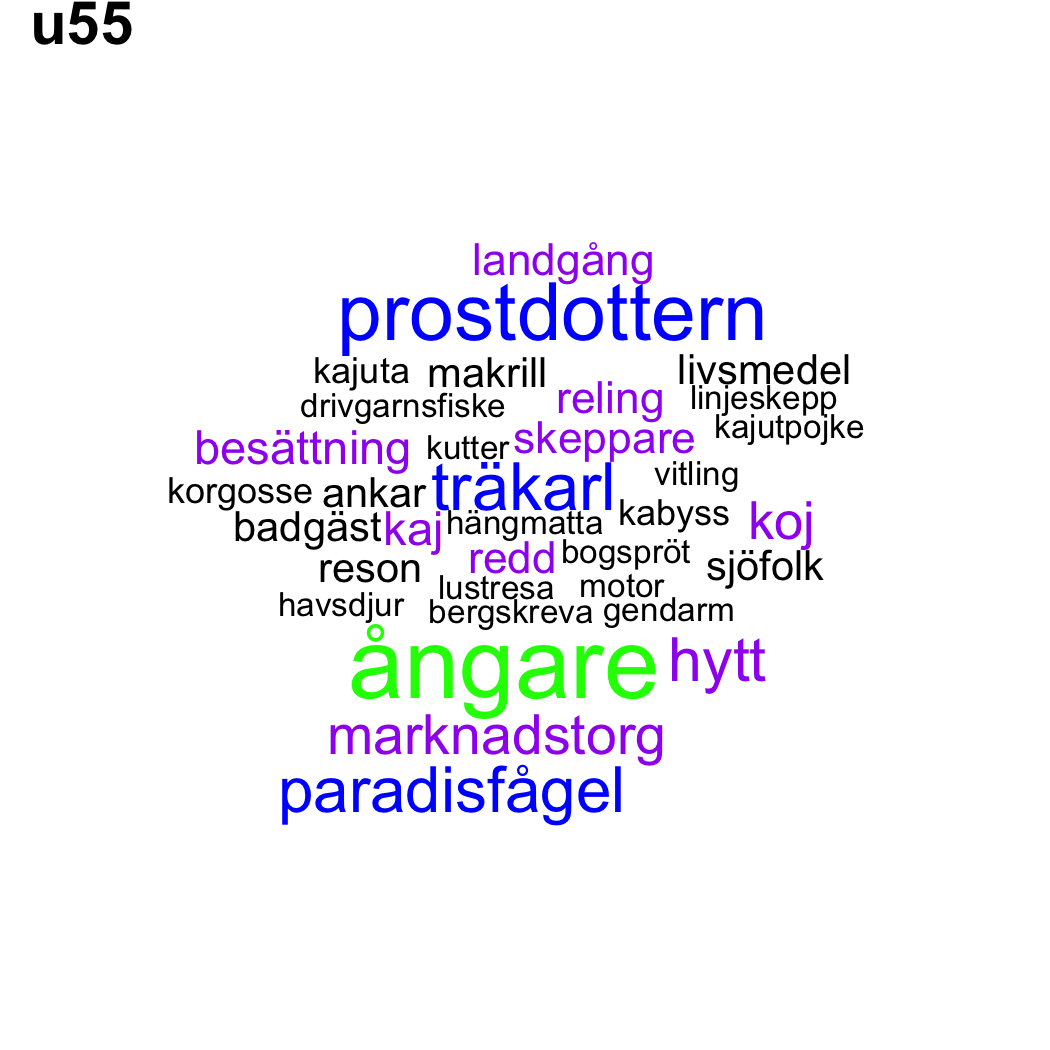 u55
landgång
prostdottern
kajuta makrill livsmedel
drivgarnsfiske reling linjeskepp
besättning kutter skeppare kajutpojke
korgosse ankar träkarl vitling
badgäst kaj hängmatta kabyss koj
reson redd bogspröt sjöfolk
lustresa motor
havsdjur bergskreva gendarm
ångare hytt
marknadstorg
paradisfågel